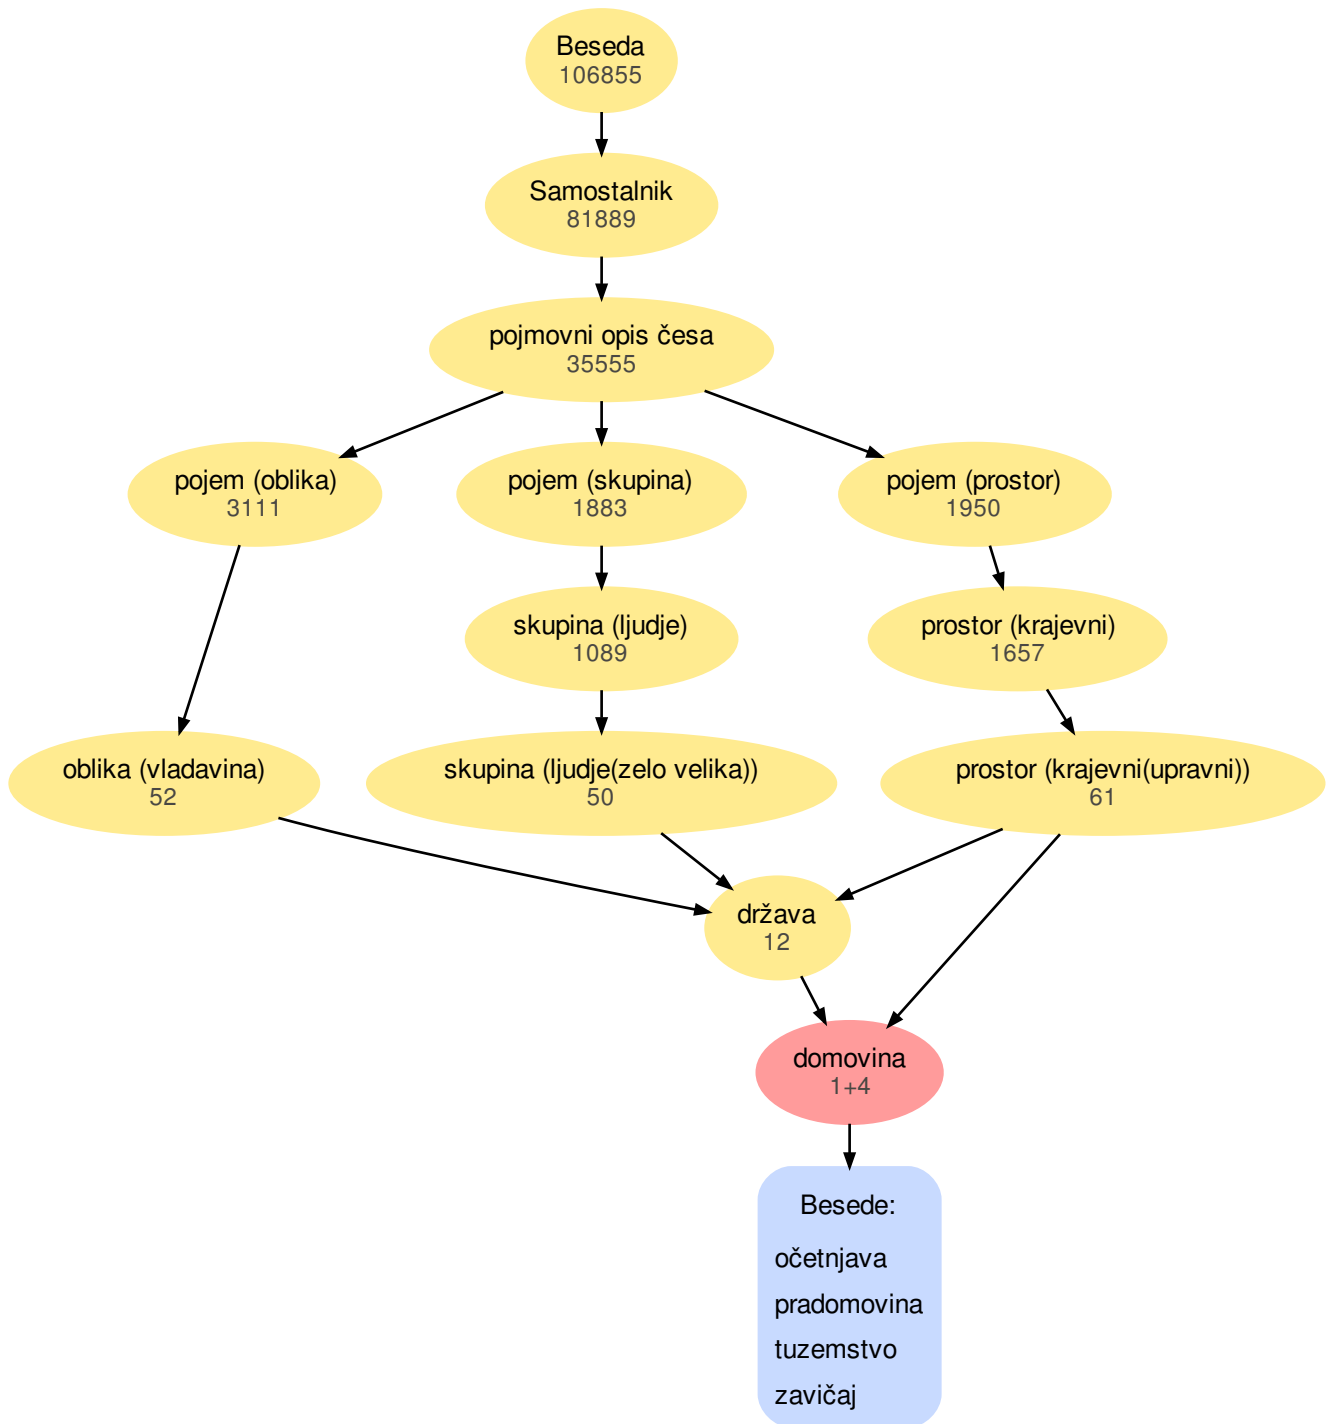 Beseda
106855
Samostalnik
81889
pojmovni opis česa
35555
pojem (oblika)
3111
pojem (skupina)
1883
pojem (prostor)
1950
skupina (ljudje)
1089
prostor (krajevni)
1657
oblika (vladavina)
52
skupina (ljudje(zelo velika))
50
prostor (krajevni(upravni))
61
država
12
domovina
1+4
Besede:
očetnjava
pradomovina
tuzemstvo
zavičaj